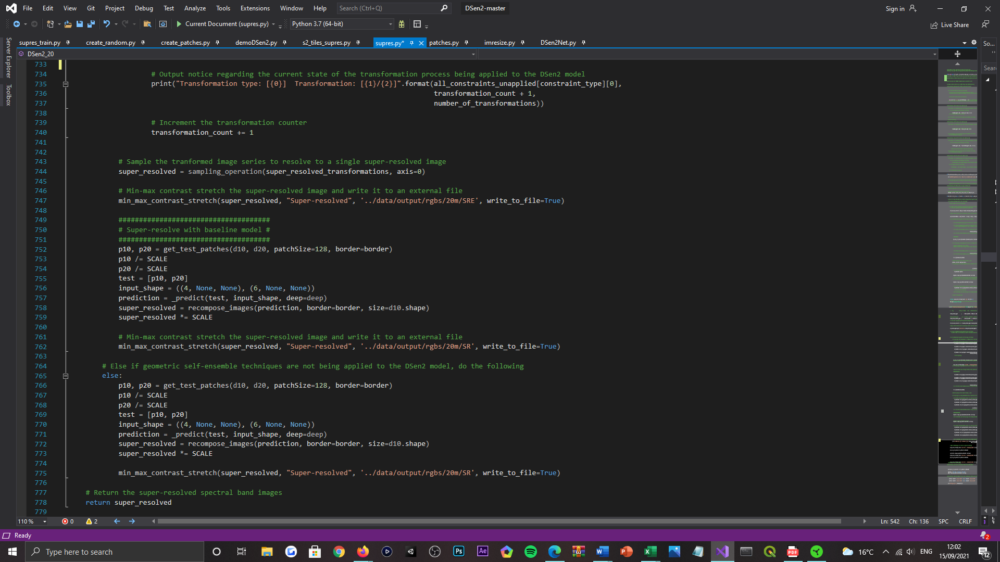 File Edit View Git Project Debug Test Analyze Tools Extensions Window Help Search (Ctrl+Q) DSen2-master Sign in
Current Document (supres.py) Python 3.7 (64-bit) Live Share
supres_train.py create_random.py create_patches.py demoDSen2.py s2_tiles_supres.py supres.py* patches.py imresize.py DSen2Net.py So...
DSen2_20
Server Explorer
Toolbox
Sear
733
734 # Output notice regarding the current state of the transformation process being applied to the DSen2 model
735 print("Transformation type: [{0}]  Transformation: [{1}/{2}]".format(all_constraints_unapplied[constraint_type][0],
736 transformation_count + 1,
737 number_of_transformations))
738
739 # Increment the transformation counter
740 transformation_count += 1
741
742
743 # Sample the tranformed image series to resolve to a single super-resolved image
744 super_resolved = sampling_operation(super_resolved_transformations, axis=0)
745
746 # Min-max contrast stretch the super-resolved image and write it to an external file
747 min_max_contrast_stretch(super_resolved, "Super-resolved", '../data/output/rgbs/20m/SRE', write_to_file=True)
748
749 #####################################
750 # Super-resolve with baseline model #
751 #####################################
752 p10, p20 = get_test_patches(d10, d20, patchSize=128, border=border)
753 p10 /= SCALE
754 p20 /= SCALE
755 test = [p10, p20]
756 input_shape = ((4, None, None), (6, None, None))
757 prediction = _predict(test, input_shape, deep=deep)
758 super_resolved = recompose_images(prediction, border=border, size=d10.shape)
759 super_resolved *= SCALE
760
761 # Min-max contrast stretch the super-resolved image and write it to an external file
762 min_max_contrast_stretch(super_resolved, "Super-resolved", '../data/output/rgbs/20m/SR', write_to_file=True)
763
764 # Else if geometric self-ensemble techniques are not being applied to the DSen2 model, do the following
765 else:
766 p10, p20 = get_test_patches(d10, d20, patchSize=128, border=border)
767 p10 /= SCALE
768 p20 /= SCALE
769 test = [p10, p20]
770 input_shape = ((4, None, None), (6, None, None))
771 prediction = _predict(test, input_shape, deep=deep)
772 super_resolved = recompose_images(prediction, border=border, size=d10.shape)
773 super_resolved *= SCALE
774
775 min_max_contrast_stretch(super_resolved, "Super-resolved", '../data/output/rgbs/20m/SR', write_to_file=True)
776
777 # Return the super-resolved spectral band images
778 return super_resolved
779
110 % 0 2 Ln: 542 Ch: 136 SPC CRLF
Ready 2
Type here to search Ps Ae PDF 16°C ENG 12:02
15/09/2021 12